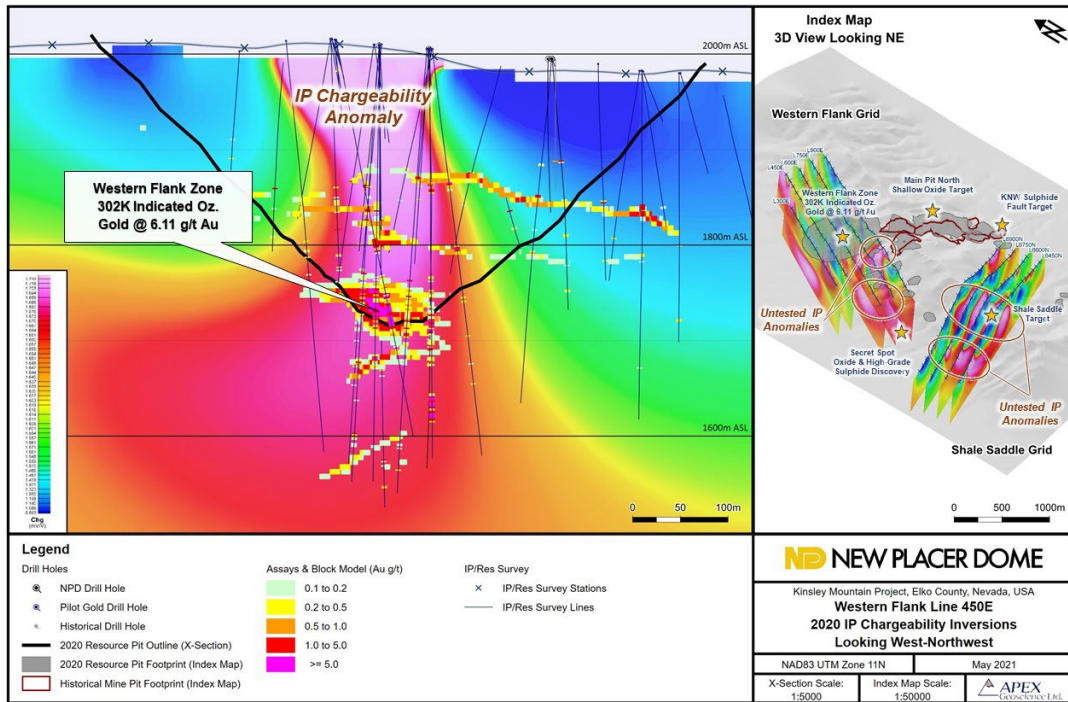 2000m ASL
IP Chargeability
Anomaly
Western Flank Zone
302K Indicated Oz.
Gold @ 6.11 g/t Au
1800m ASL
1600m ASL
Chg
(mV/V)
0 50 100m
Index Map
3D View Looking NE
Western Flank Grid
L900E
L750E
L600E
L450E
L300E
Western Flank Zone
302K Indicated Oz.
Gold @ 6.11 g/t Au
Main Pit North
Shallow Oxide Target
KNW Sulphide
Fault Target
L6900N
L6750N
L6600N
L6450N
Untested IP
Anomalies
Shale Saddle
Target
Secret Spot
Oxide & High-Grade
Sulphide Discovery
Untested IP
Anomalies
Shale Saddle Grid
0 500 1000m
Legend
Drill Holes
NPD Drill Hole
Pilot Gold Drill Hole
Historical Drill Hole
2020 Resource Pit Outline (X-Section)
2020 Resource Pit Footprint (Index Map)
Historical Mine Pit Footprint (Index Map)
Assays & Block Model (Au g/t)
0.1 to 0.2
0.2 to 0.5
0.5 to 1.0
1.0 to 5.0
>= 5.0
IP/Res Survey
IP/Res Survey Stations
IP/Res Survey Lines
NEW PLACER DOME
Kinsley Mountain Project, Elko County, Nevada, USA
Western Flank Line 450E
2020 IP Chargeability Inversions
Looking West-Northwest
NAD83 UTM Zone 11N
May 2021
X-Section Scale:
1:5000
Index Map Scale:
1:50000
APEX
Geoscience Ltd.